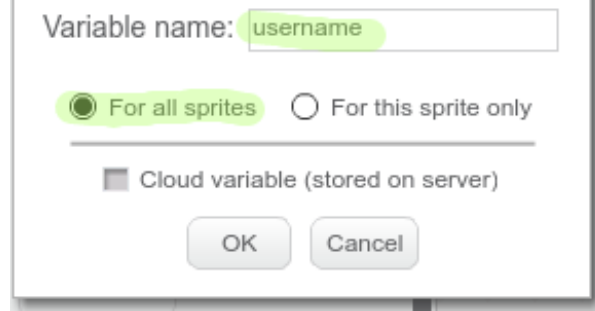 Variable name: username
For all sprites For this sprite only
Cloud variable (stored on server)
OK Cancel